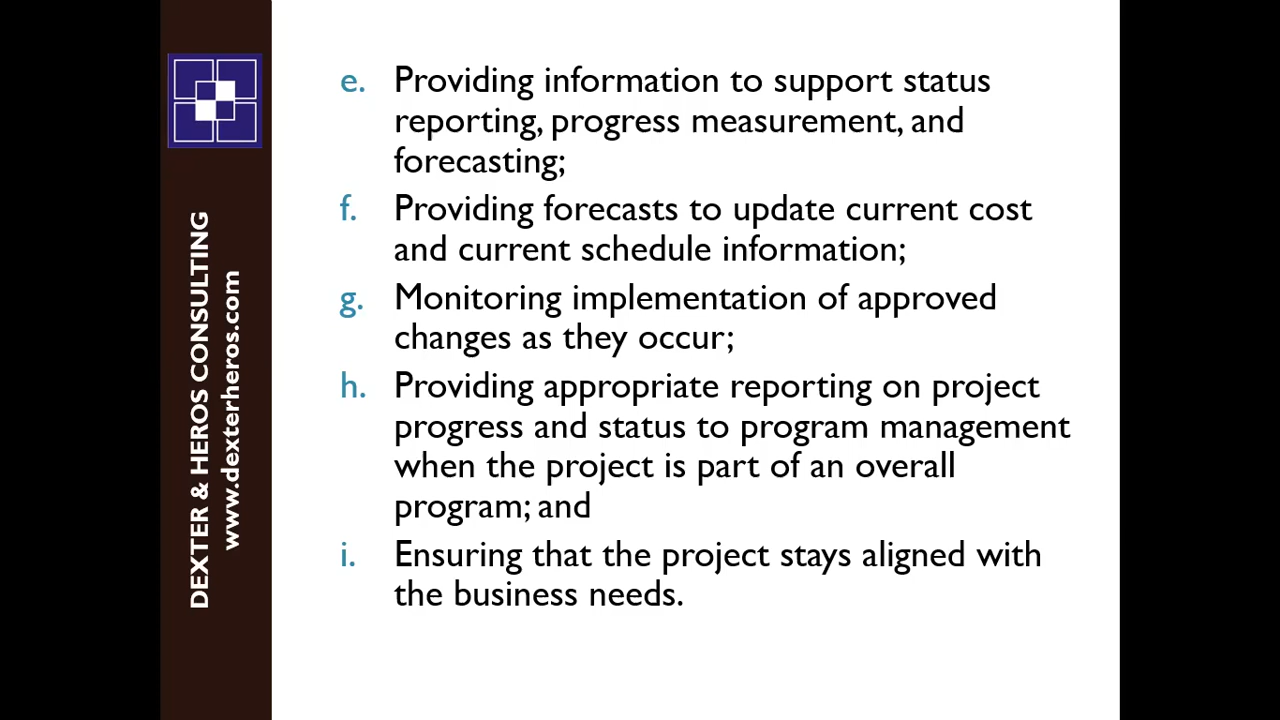 DEXTER & HEROS CONSULTING
www.dexterheros.com
e. Providing information to support status
reporting, progress measurement, and
forecasting;
f. Providing forecasts to update current cost
and current schedule information;
g. Monitoring implementation of approved
changes as they occur;
h. Providing appropriate reporting on project
progress and status to program management
when the project is part of an overall
program; and
i. Ensuring that the project stays aligned with
the business needs.